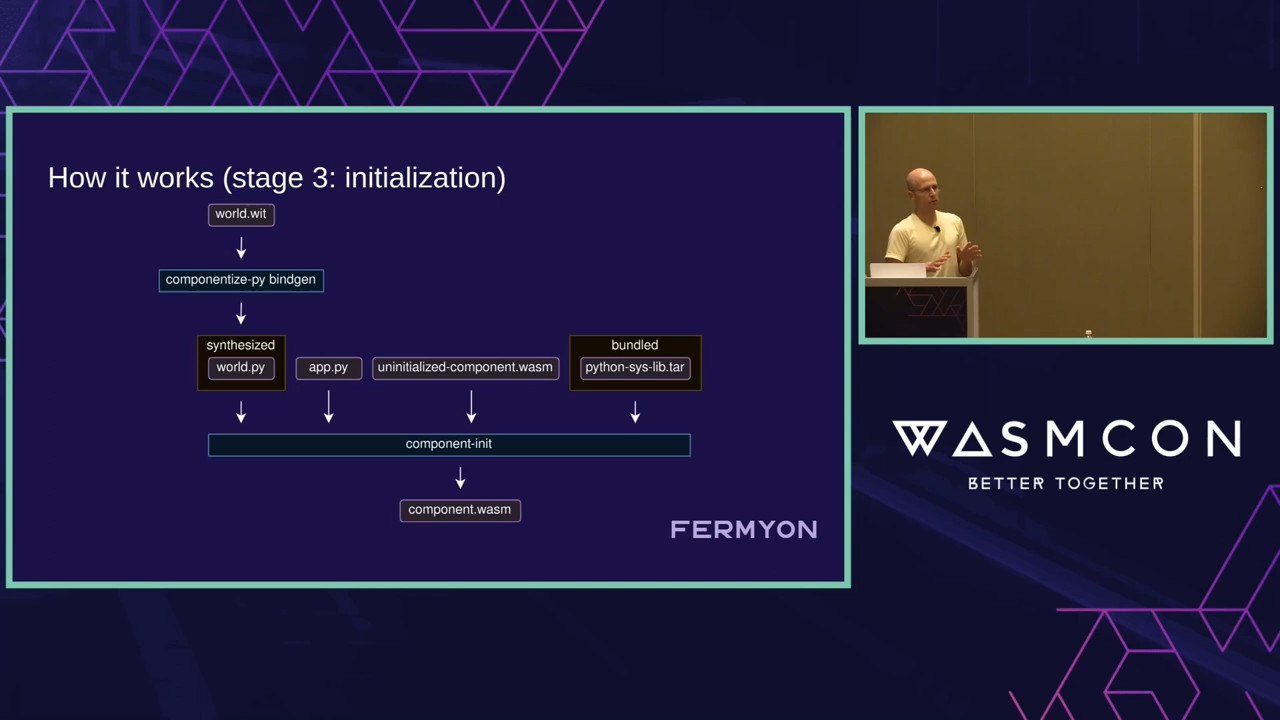 How it works (stage 3: initialization)
world.wit
componentize-py bindgen
synthesized
world.py
app.py
uninitialized-component.wasm
bundled
python-sys-lib.tar
component-init
component.wasm
FERMYON
WASMCON
BETTER TOGETHER